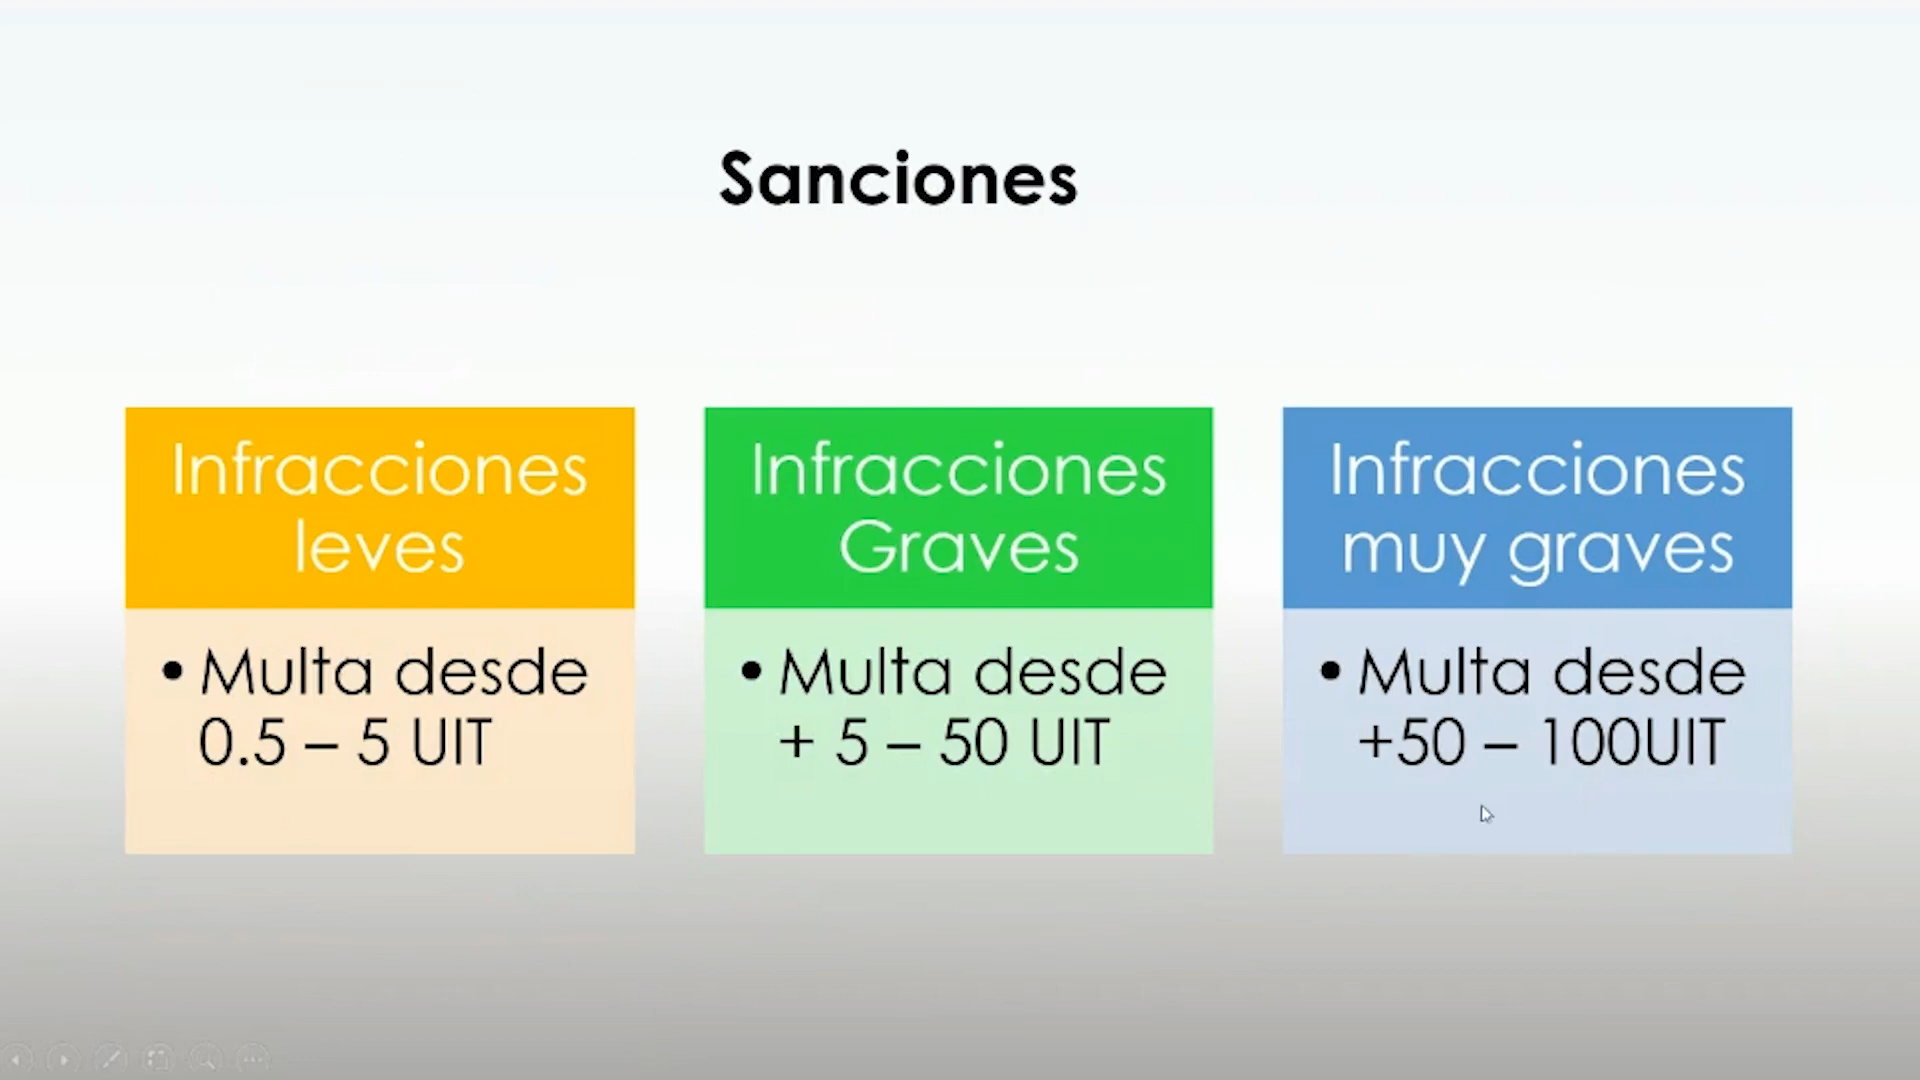 Sanciones
Infracciones
leves
• Multa desde
0.5 – 5 UIT
Infracciones
Graves
• Multa desde
+ 5 – 50 UIT
Infracciones
muy graves
• Multa desde
+50 – 100UIT